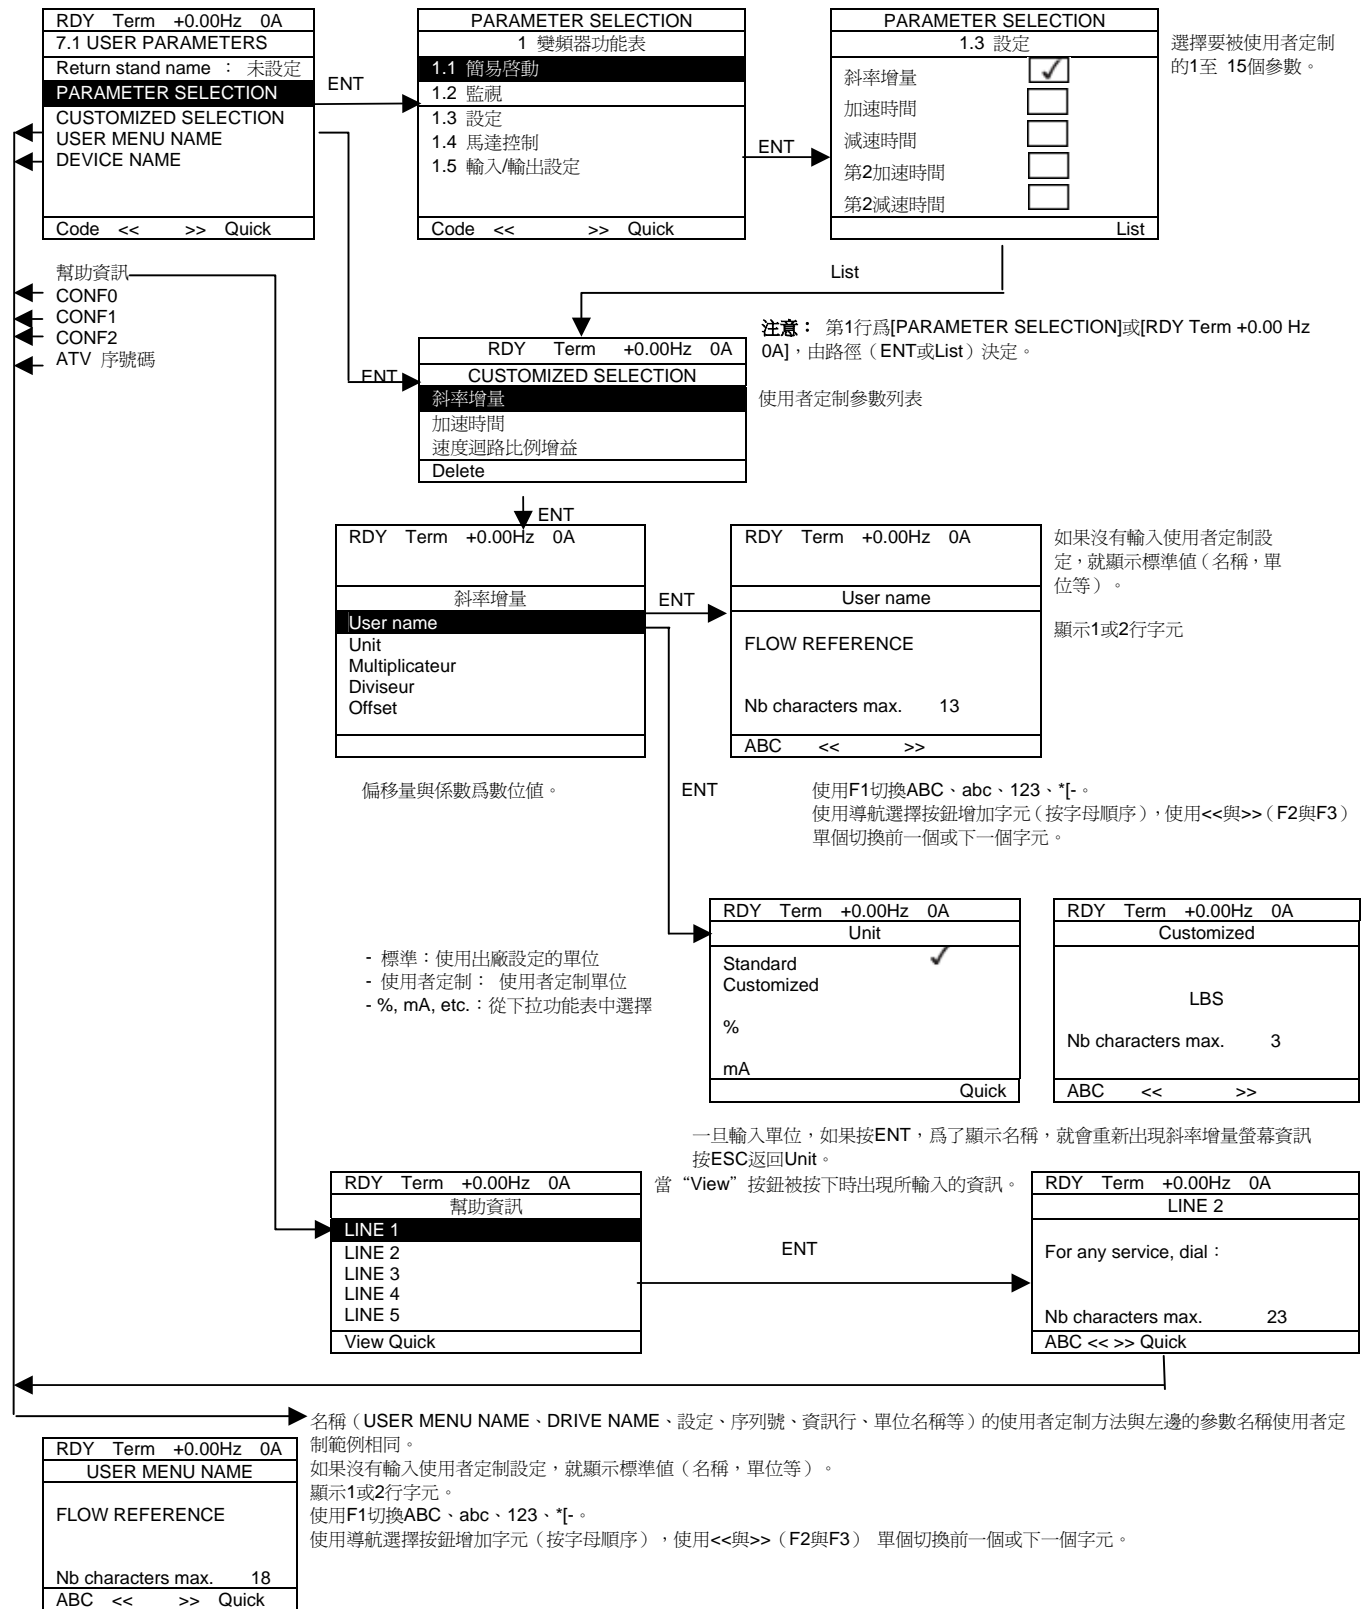 RDY Term +0.00Hz 0A
7.1 USER PARAMETERS
Return stand name ： 未設定
PARAMETER SELECTION
CUSTOMIZED SELECTION
USER MENU NAME
DEVICE NAME
Code << >> Quick
ENT
PARAMETER SELECTION
1 變頻器功能表
1.1 簡易啓動
1.2 監視
1.3 設定
1.4 馬達控制
1.5 輸入/輸出設定
Code << >> Quick
ENT
PARAMETER SELECTION
1.3 設定
斜率增量
加速時間
減速時間
第2加速時間
第2減速時間
List
選擇要被使用者定制
的1至 15個參數。
幫助資訊
CONF0
CONF1
CONF2
ATV 序號碼
List
ENT
RDY Term +0.00Hz 0A
CUSTOMIZED SELECTION
斜率增量
加速時間
速度迴路比例增益
Delete
注意： 第1行爲[PARAMETER SELECTION]或[RDY Term +0.00 Hz
0A]，由路徑（ENT或List）決定。
使用者定制參數列表
ENT
RDY Term +0.00Hz 0A
斜率增量
User name
Unit
Multiplicateur
Diviseur
Offset
ENT
RDY Term +0.00Hz 0A
User name
FLOW REFERENCE
Nb characters max. 13
ABC << >>
如果沒有輸入使用者定制設
定，就顯示標準值（名稱，單
位等）。
顯示1或2行字元
偏移量與係數爲數位値。
ENT
使用F1切換ABC、abc、123、*[-。
使用導航選擇按鈕增加字元（按字母順序），使用<<與>>（F2與F3）
單個切換前一個或下一個字元。
- 標準：使用出廠設定的單位
- 使用者定制： 使用者定制單位
- %, mA, etc.：從下拉功能表中選擇
RDY Term +0.00Hz 0A
Unit
Standard
Customized
%
mA
Quick
RDY Term +0.00Hz 0A
Customized
LBS
Nb characters max. 3
ABC << >>
一旦輸入單位，如果按ENT，爲了顯示名稱，就會重新出現斜率增量螢幕資訊
按ESC返回Unit。
當“View”按鈕被按下時出現所輸入的資訊。
RDY Term +0.00Hz 0A
幫助資訊
LINE 1
LINE 2
LINE 3
LINE 4
LINE 5
View Quick
ENT
RDY Term +0.00Hz 0A
LINE 2
For any service, dial：
Nb characters max. 23
ABC << >> Quick
名稱（USER MENU NAME、DRIVE NAME、設定、序列號、資訊行、單位名稱等）的使用者定制方法與左邊的參數名稱使用者定
制範例相同。
如果沒有輸入使用者定制設定，就顯示標準値（名稱，單位等）。
顯示1或2行字元。
使用F1切換ABC、abc、123、*[-。
使用導航選擇按鈕增加字元（按字母順序），使用<<與>>（F2與F3） 單個切換前一個或下一個字元。
RDY Term +0.00Hz 0A
USER MENU NAME
FLOW REFERENCE
Nb characters max. 18
ABC << >> Quick